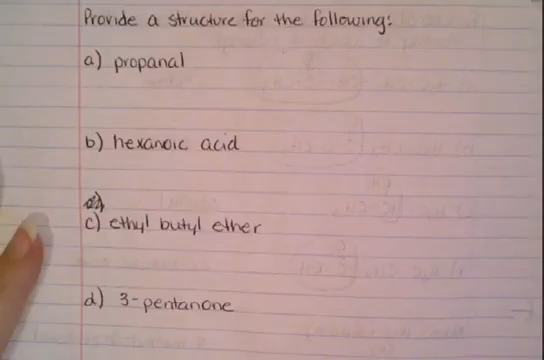 Provide a structure for the following:
a) propanal
b) hexanoic acid
c) ethyl butyl ether
d) 3-pentanone